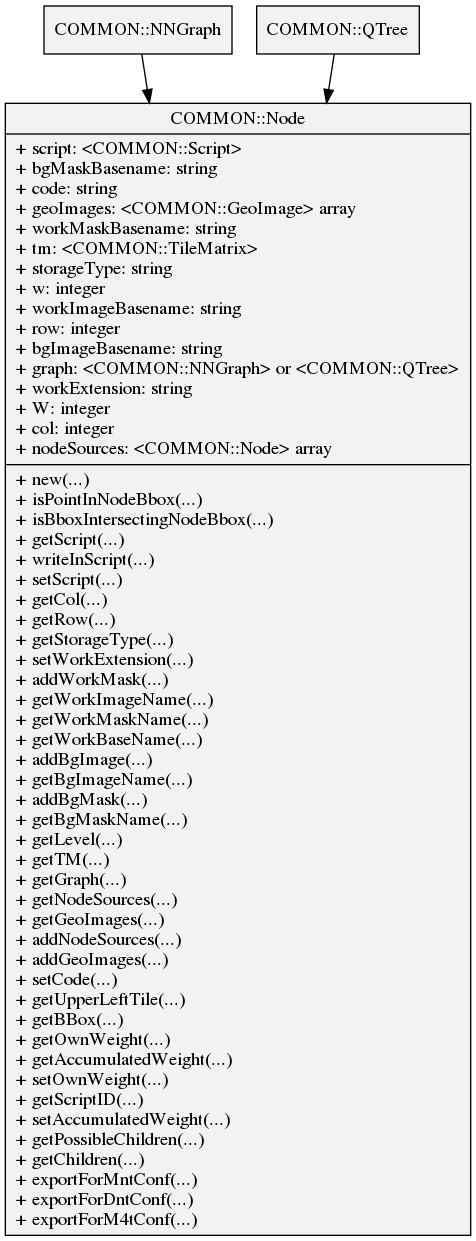 COMMON::NNGraph
COMMON::QTree
COMMON::Node
+ script: <COMMON::Script>
+ bgMaskBasename: string
+ code: string
+ geoImages: <COMMON::GeoImage> array
+ workMaskBasename: string
+ tm: <COMMON::TileMatrix>
+ storageType: string
+ w: integer
+ workImageBasename: string
+ row: integer
+ bgImageBasename: string
+ graph: <COMMON::NNGraph> or <COMMON::QTree>
+ workExtension: string
+ W: integer
+ col: integer
+ nodeSources: <COMMON::Node> array
+ new(...)
+ isPointInNodeBbox(...)
+ isBboxIntersectingNodeBbox(...)
+ getScript(...)
+ writeInScript(...)
+ setScript(...)
+ getCol(...)
+ getRow(...)
+ getStorageType(...)
+ setWorkExtension(...)
+ addWorkMask(...)
+ getWorkImageName(...)
+ getWorkMaskName(...)
+ getWorkBaseName(...)
+ addBgImage(...)
+ getBgImageName(...)
+ addBgMask(...)
+ getBgMaskName(...)
+ getLevel(...)
+ getTM(...)
+ getGraph(...)
+ getNodeSources(...)
+ getGeoImages(...)
+ addNodeSources(...)
+ addGeoImages(...)
+ setCode(...)
+ getUpperLeftTile(...)
+ getBBox(...)
+ getOwnWeight(...)
+ getAccumulatedWeight(...)
+ setOwnWeight(...)
+ getScriptID(...)
+ setAccumulatedWeight(...)
+ getPossibleChildren(...)
+ getChildren(...)
+ exportForMntConf(...)
+ exportForDntConf(...)
+ exportForM4tConf(...)